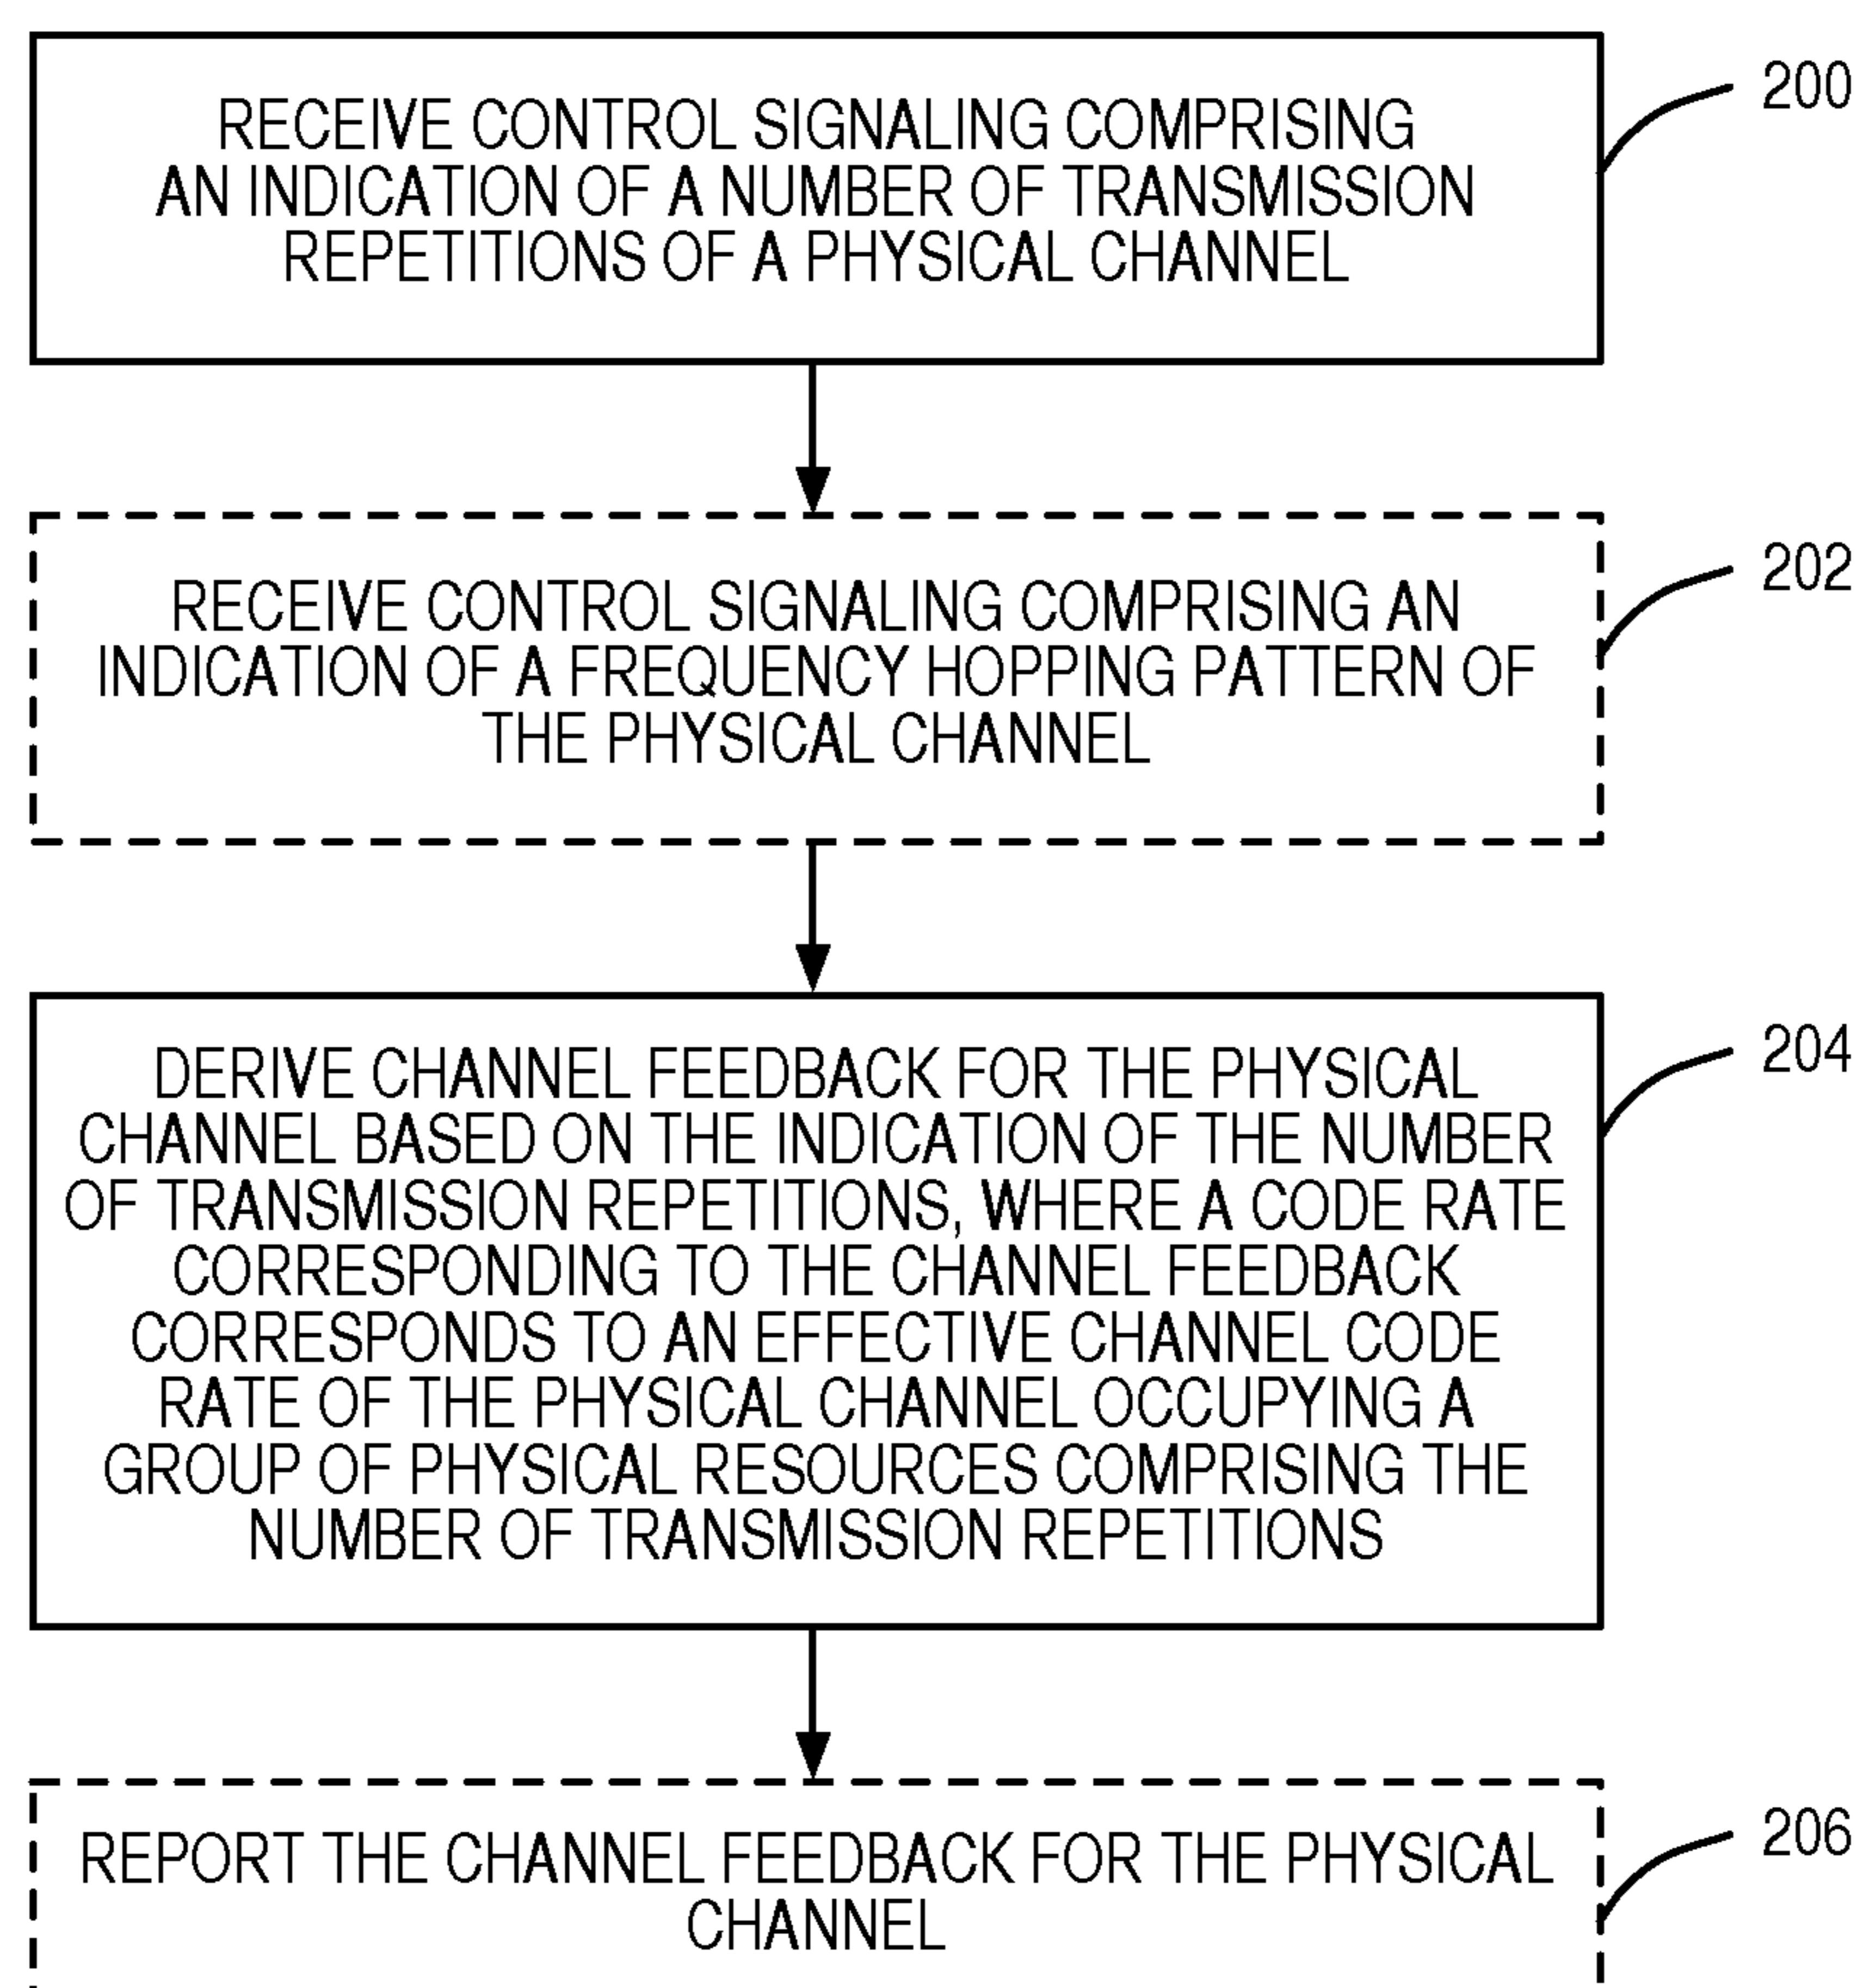 RECEIVE CONTROL SIGNALING COMPRISING
AN INDICATION OF A NUMBER OF TRANSMISSION
REPETITIONS OF A PHYSICAL CHANNEL
200
RECEIVE CONTROL SIGNALING COMPRISING AN
INDICATION OF A FREQUENCY HOPPING PATTERN OF
THE PHYSICAL CHANNEL
202
DERIVE CHANNEL FEEDBACK FOR THE PHYSICAL
CHANNEL BASED ON THE INDICATION OF THE NUMBER
OF TRANSMISSION REPETITIONS, WHERE A CODE RATE
CORRESPONDING TO THE CHANNEL FEEDBACK
CORRESPONDS TO AN EFFECTIVE CHANNEL CODE
RATE OF THE PHYSICAL CHANNEL OCCUPYING A
GROUP OF PHYSICAL RESOURCES COMPRISING THE
NUMBER OF TRANSMISSION REPETITIONS
204
REPORT THE CHANNEL FEEDBACK FOR THE PHYSICAL
CHANNEL
206